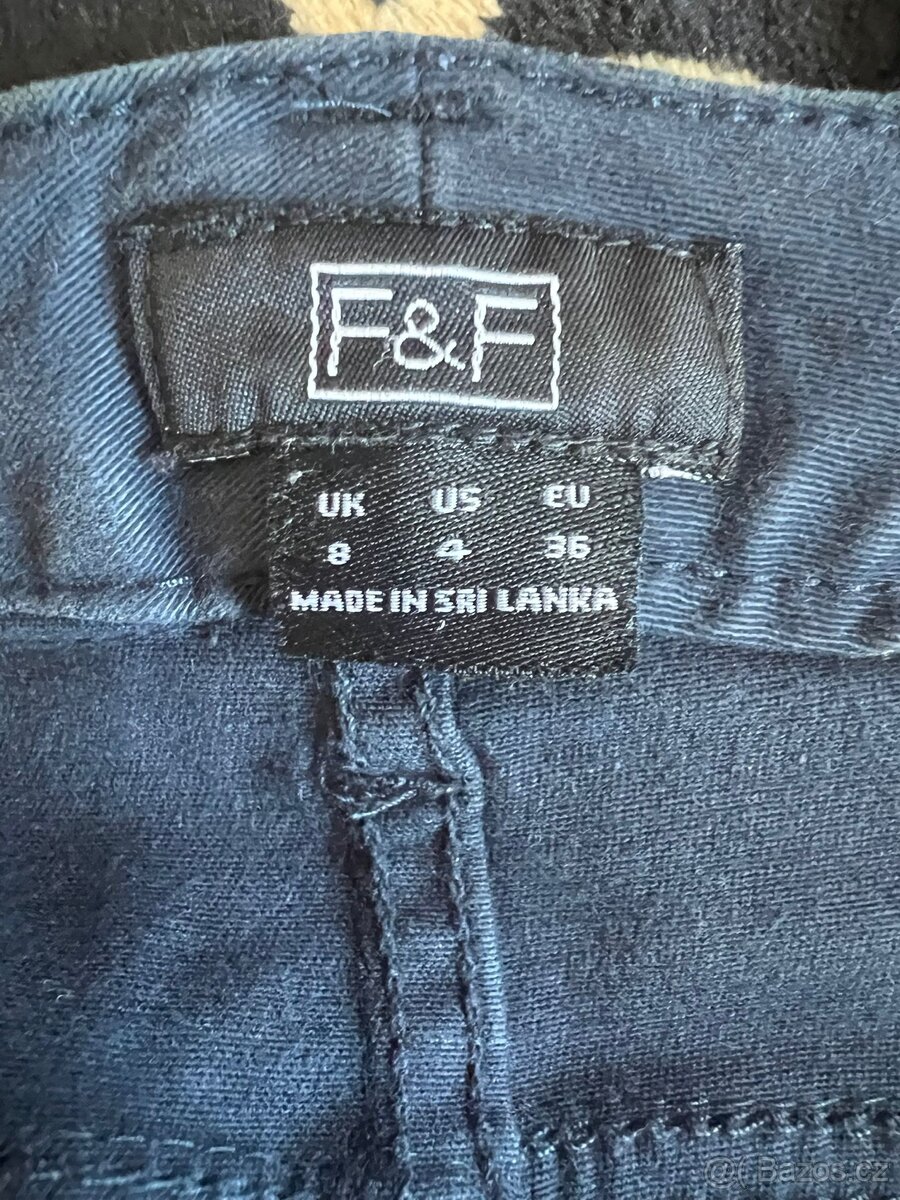 F&F
UK US EU
8 4 36
MADE IN SRI LANKA
@( Bazos.cz